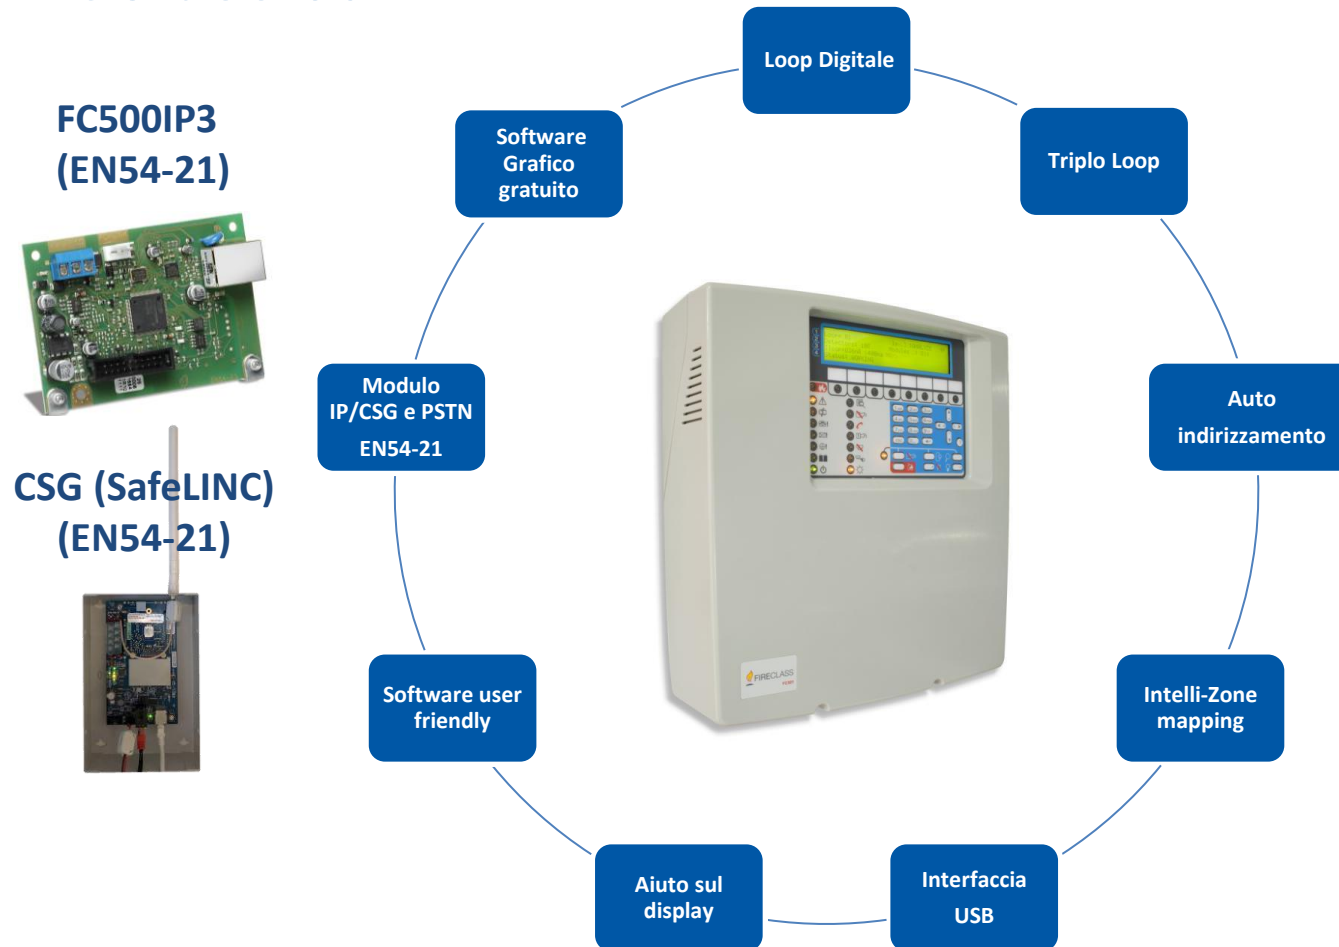 FC500IP3
(EN54-21)
CSG (SafeLINC)
(EN54-21)
Loop Digitale
Triplo Loop
Auto
indirizzamento
Intelli-Zone
mapping
Interfaccia
USB
Aiuto sul
display
Software user
friendly
Modulo
IP/CSG e PSTN
EN54-21
Software
Grafico
gratuito
FIRECLASS